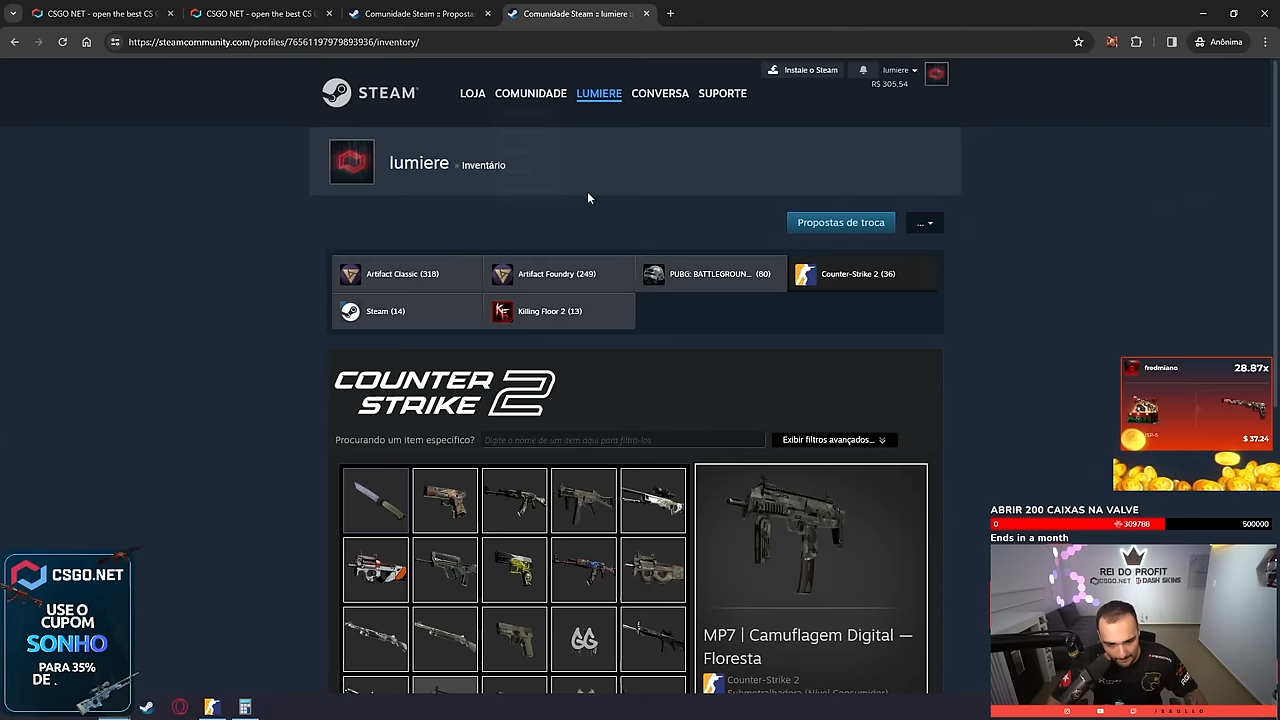 CSGO NET - open the best CS
CSGO NET - open the best CS
Comunidade Steam :: Proposta
Comunidade Steam :: lumiere ::
https://steamcommunity.com/profiles/76561197979893936/inventory/
Anônima
Instale o Steam
lumiere
R$ 305,54
STEAM
LOJA COMUNIDADE LUMIERE CONVERSA SUPORTE
lumiere » Inventário
Propostas de troca
...
Artifact Classic (318)
Artifact Foundry (249)
PUBG: BATTLEGROUN... (80)
Counter-Strike 2 (36)
Steam (14)
Killing Floor 2 (13)
COUNTER
STRIKE 2
Procurando um item específico?
Digite o nome de um item aqui para filtrá-los
Exibir filtros avançados...
MP7 | Camuflagem Digital —
Floresta
Counter-Strike 2
Submetralhadora (Nível Consumidor)
fredmiano
28.87x
$ 37.24
ABRIR 200 CAIXAS NA VALVE
0
309788
500000
Ends in a month
REI DO PROFIT
CSGO.NET DASH SKINS
/SAULLO
CSGO.NET
USE O
CUPOM
SONHO
PARA 35%
DE .